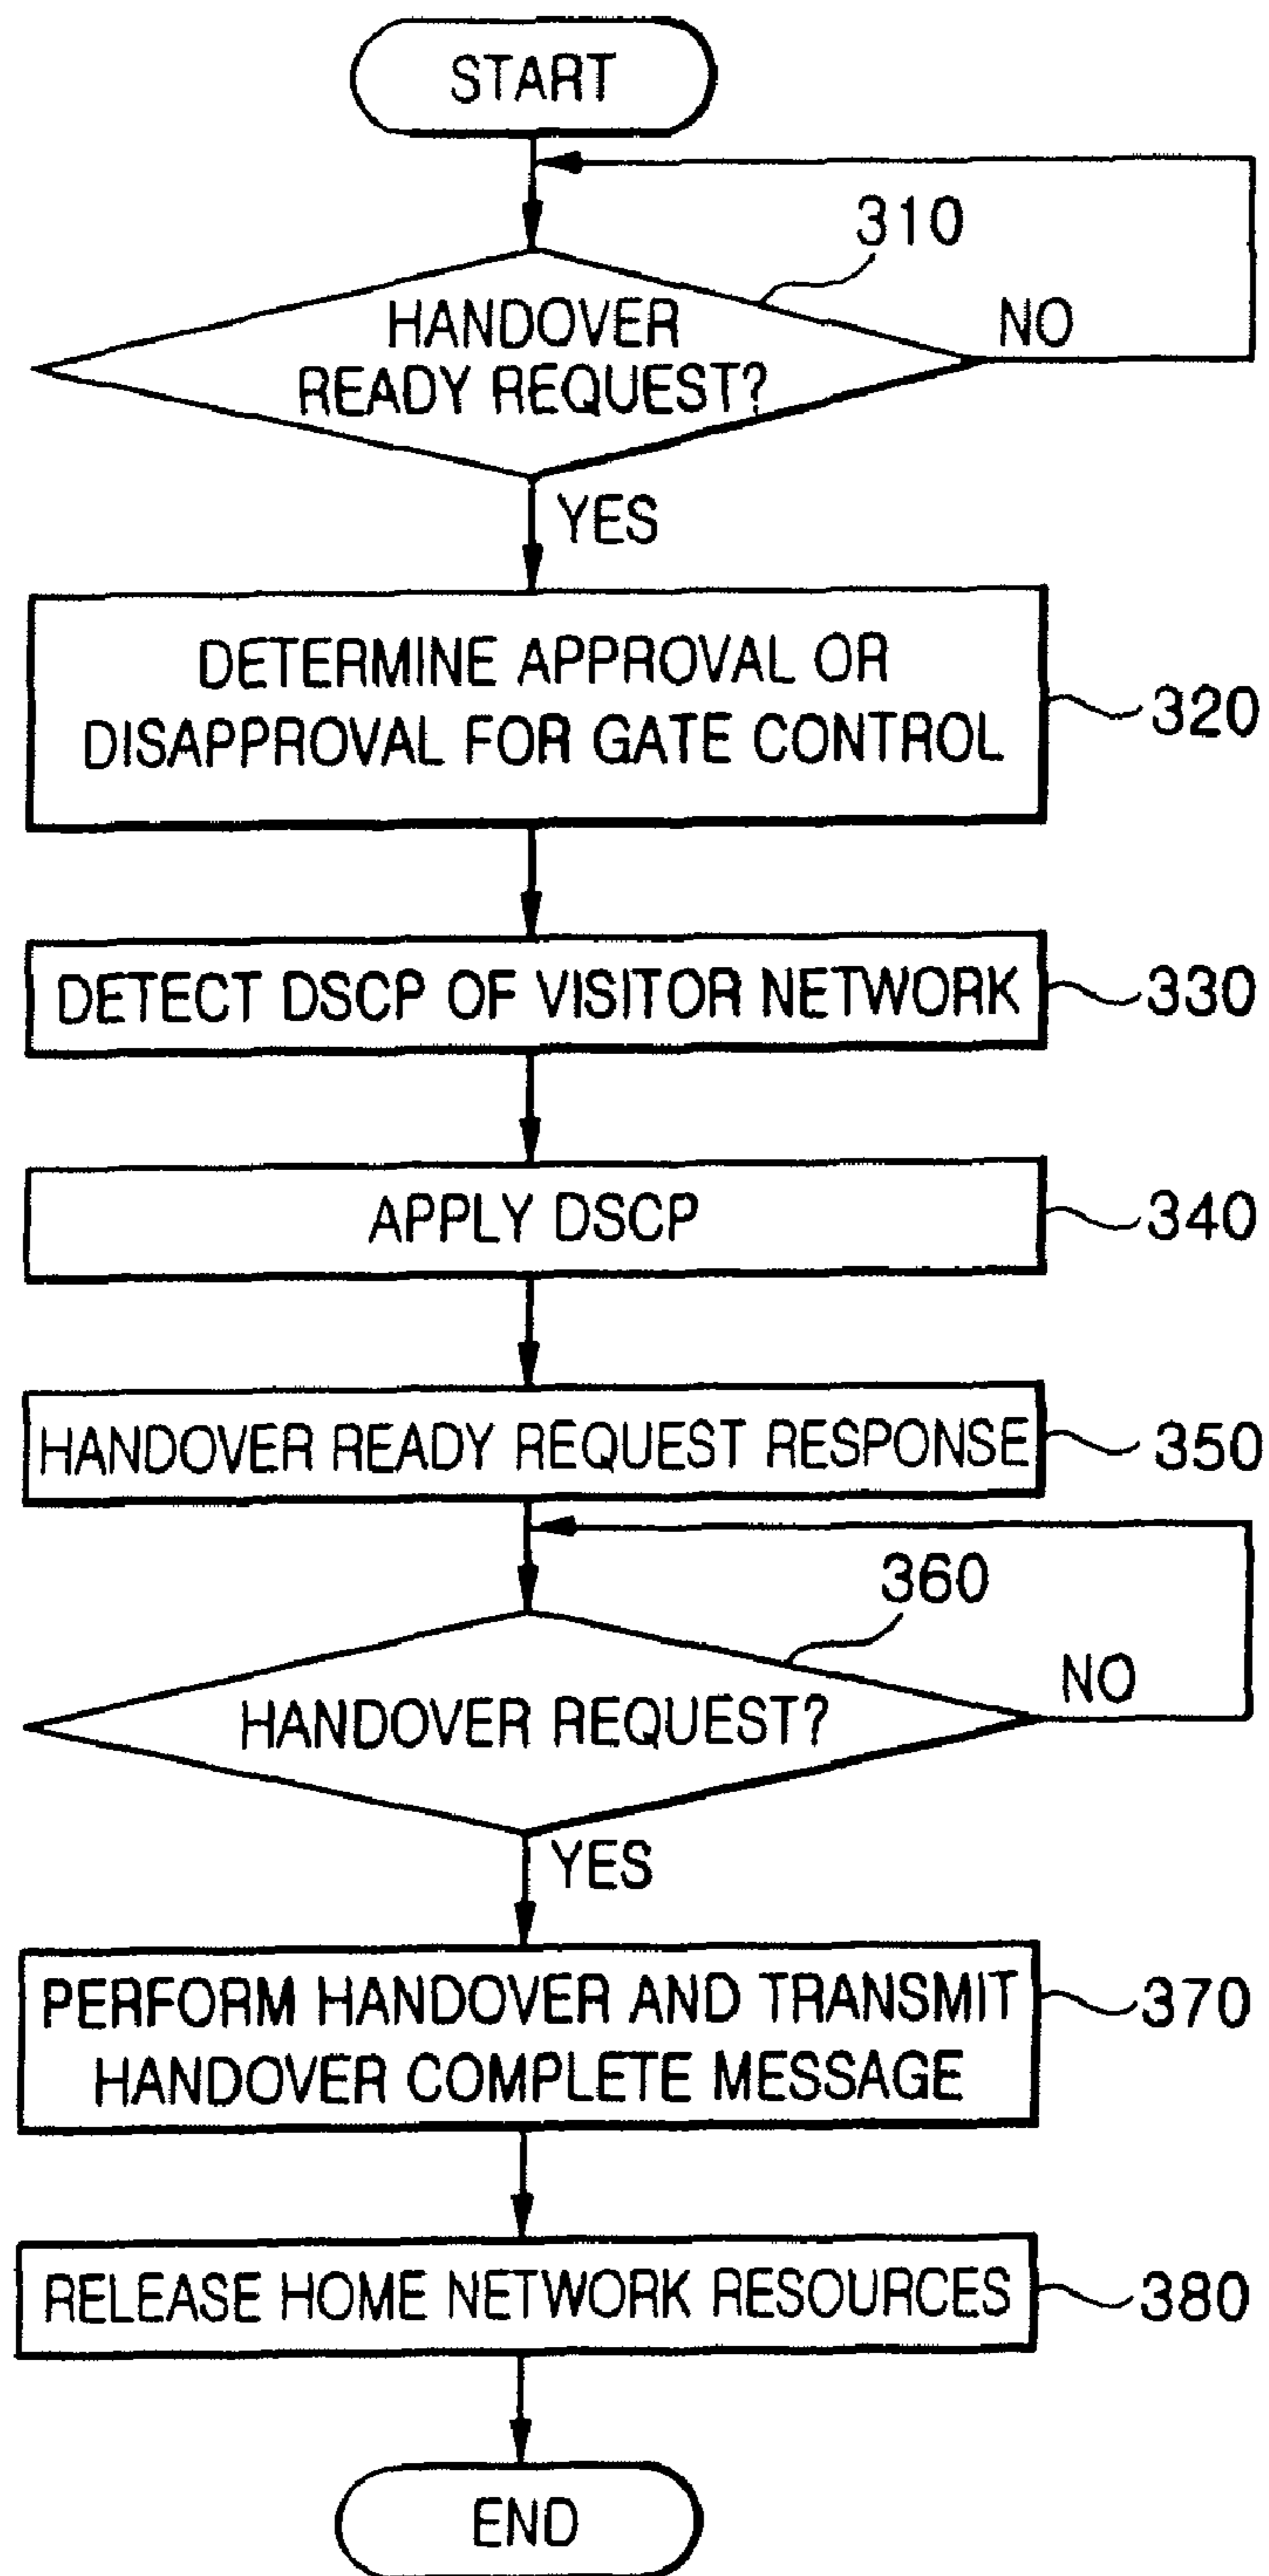 START
310
HANDOVER
READY REQUEST?
NO
YES
DETERMINE APPROVAL OR
DISAPPROVAL FOR GATE CONTROL
320
DETECT DSCP OF VISITOR NETWORK
330
APPLY DSCP
340
HANDOVER READY REQUEST RESPONSE
350
360
HANDOVER REQUEST?
NO
YES
PERFORM HANDOVER AND TRANSMIT
HANDOVER COMPLETE MESSAGE
370
RELEASE HOME NETWORK RESOURCES
380
END